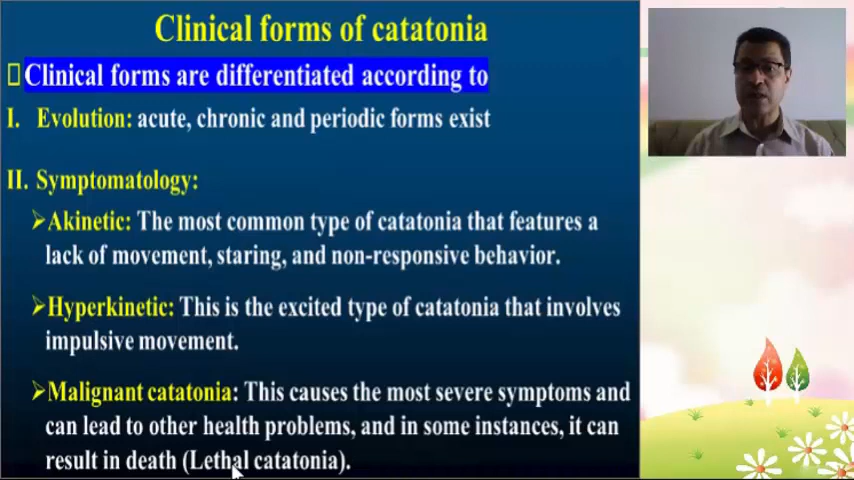 Clinical forms of catatonia
Clinical forms are differentiated according to
I. Evolution: acute, chronic and periodic forms exist
II. Symptomatology:
➢Akinetic: The most common type of catatonia that features a
lack of movement, staring, and non-responsive behavior.
➢Hyperkinetic: This is the excited type of catatonia that involves
impulsive movement.
➢Malignant catatonia: This causes the most severe symptoms and
can lead to other health problems, and in some instances, it can
result in death (Lethal catatonia).